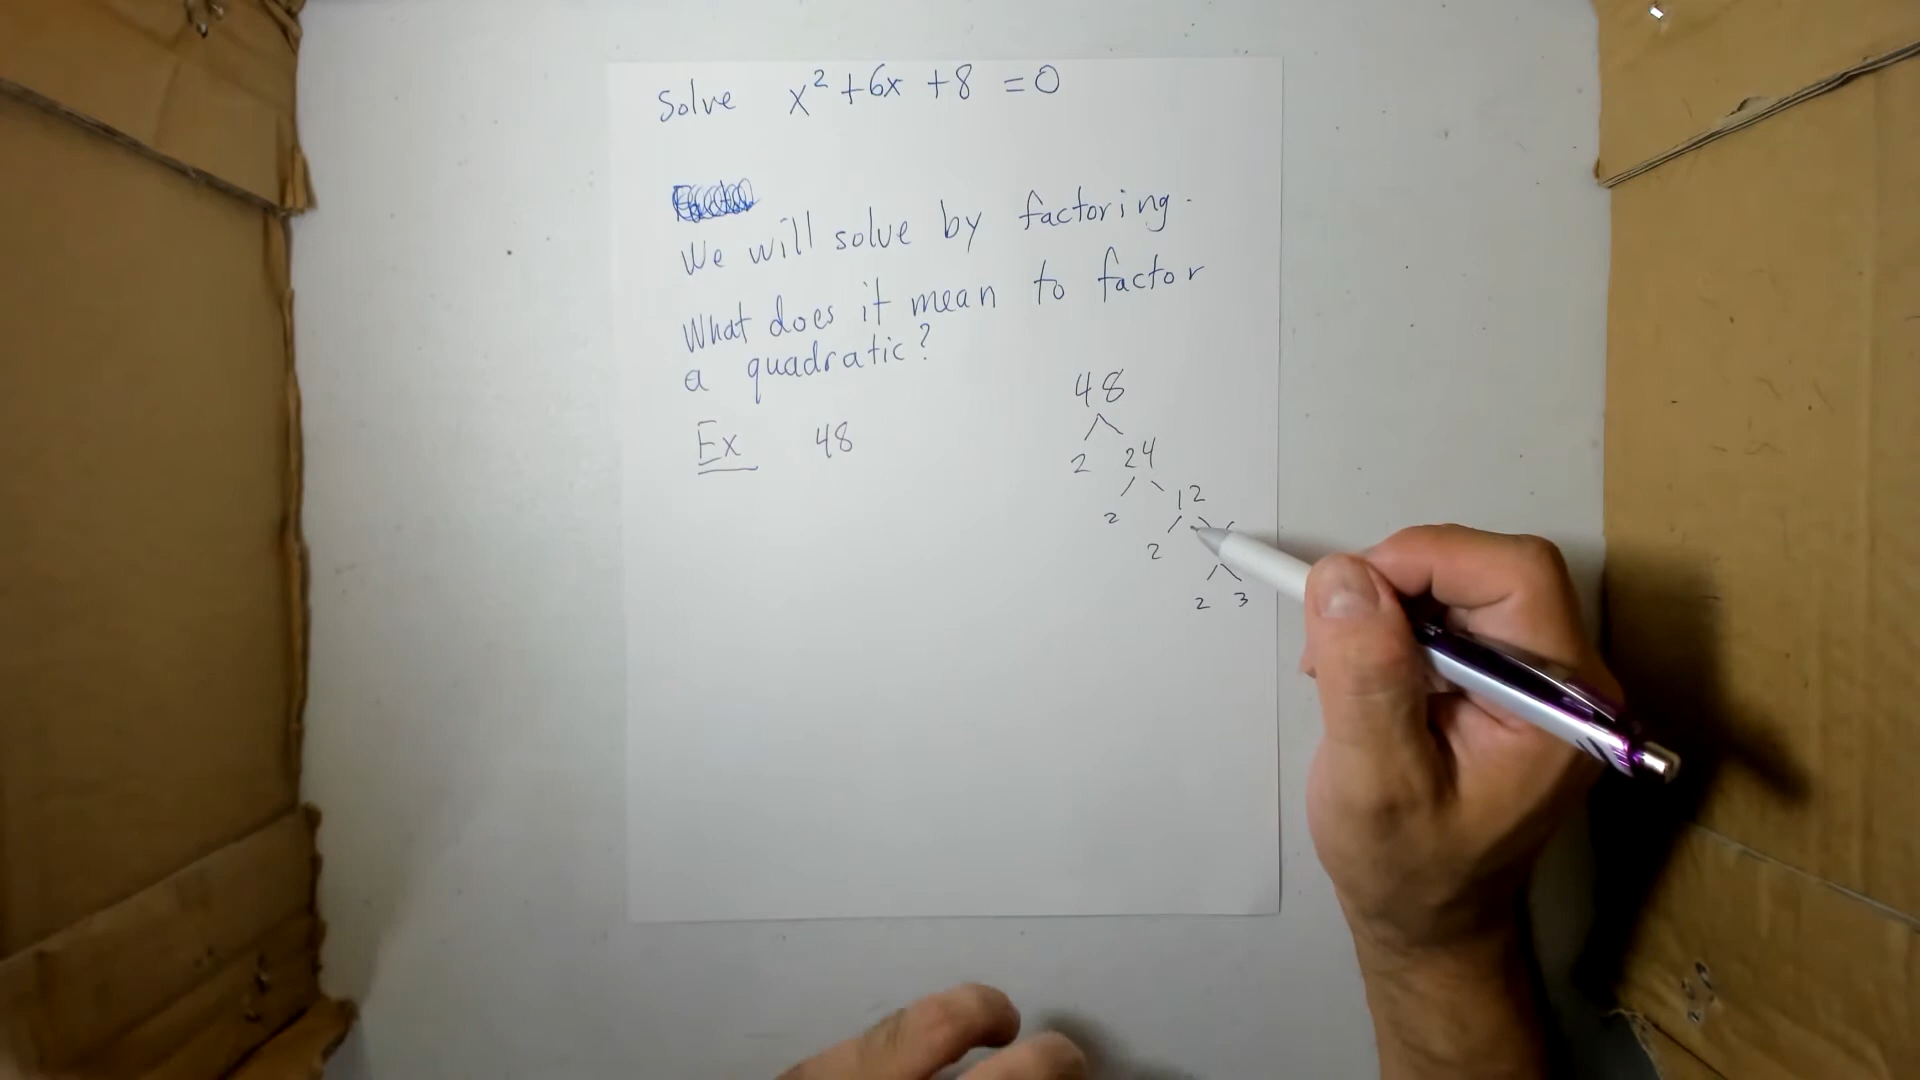 Solve x² + 6x + 8 = 0
We will solve by factoring.
What does it mean to factor
a quadratic?
48
Ex 48
2 24
2 12
2
2 3